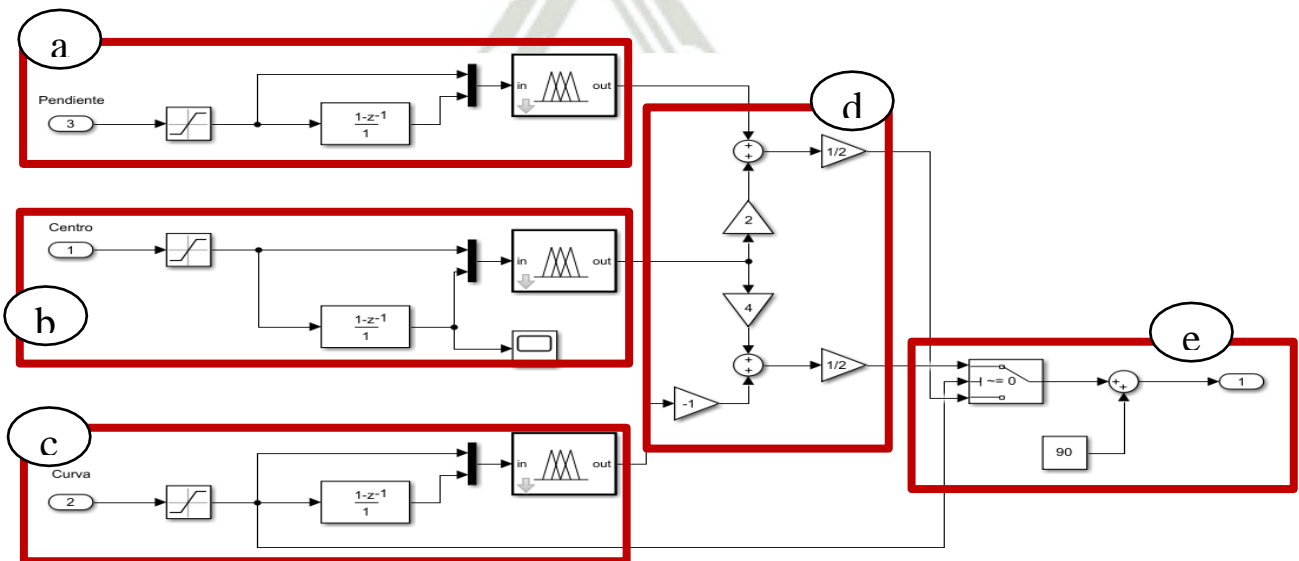 a
Pendiente
3
1-z-1
1
in
out
d
1/2
2
b
Centro
1
1-z-1
1
in
out
4
1/2
-1
e
~= 0
1
90
c
Curva
2
1-z-1
1
in
out